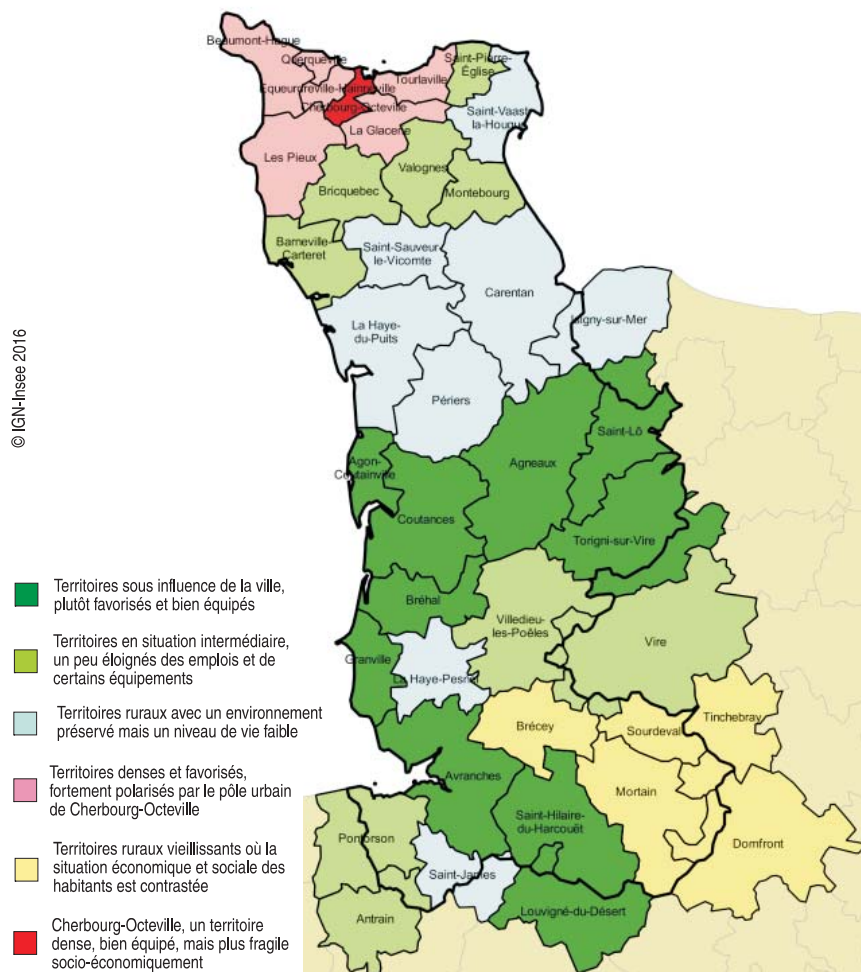 Beaumont-Hague
Querqueville
Equeurdreville-Hainneville
Tourlaville
Saint-Pierre-
Église
Cherbourg-Octeville
Saint-Vaast-
la-Hougue
La Glacerie
Les Pieux
Valognes
Bricquebec
Montebourg
Barneville-
Carteret
Saint-Sauveur-
le-Vicomte
Carentan
Isigny-sur-Mer
La Haye-
du-Puits
Périers
© IGN-Insee 2016
Saint-Lô
Agon-
Coutainville
Agneaux
Coutances
Torigni-sur-Vire
Bréhal
Villedieu-
les-Poêles
Vire
Granville
La Haye-Pesnel
Brécey
Sourdeval
Tinchebray
Avranches
Mortain
Saint-Hilaire-
du-Harcouët
Domfront
Pontorson
Saint-James
Antrain
Louvigné-du-Désert
Territoires sous influence de la ville,
plutôt favorisés et bien équipés
Territoires en situation intermédiaire,
un peu éloignés des emplois et de
certains équipements
Territoires ruraux avec un environnement
préservé mais un niveau de vie faible
Territoires denses et favorisés,
fortement polarisés par le pôle urbain
de Cherbourg-Octeville
Territoires ruraux vieillissants où la
situation économique et sociale des
habitants est contrastée
Cherbourg-Octeville, un territoire
dense, bien équipé, mais plus fragile
socio-économiquement